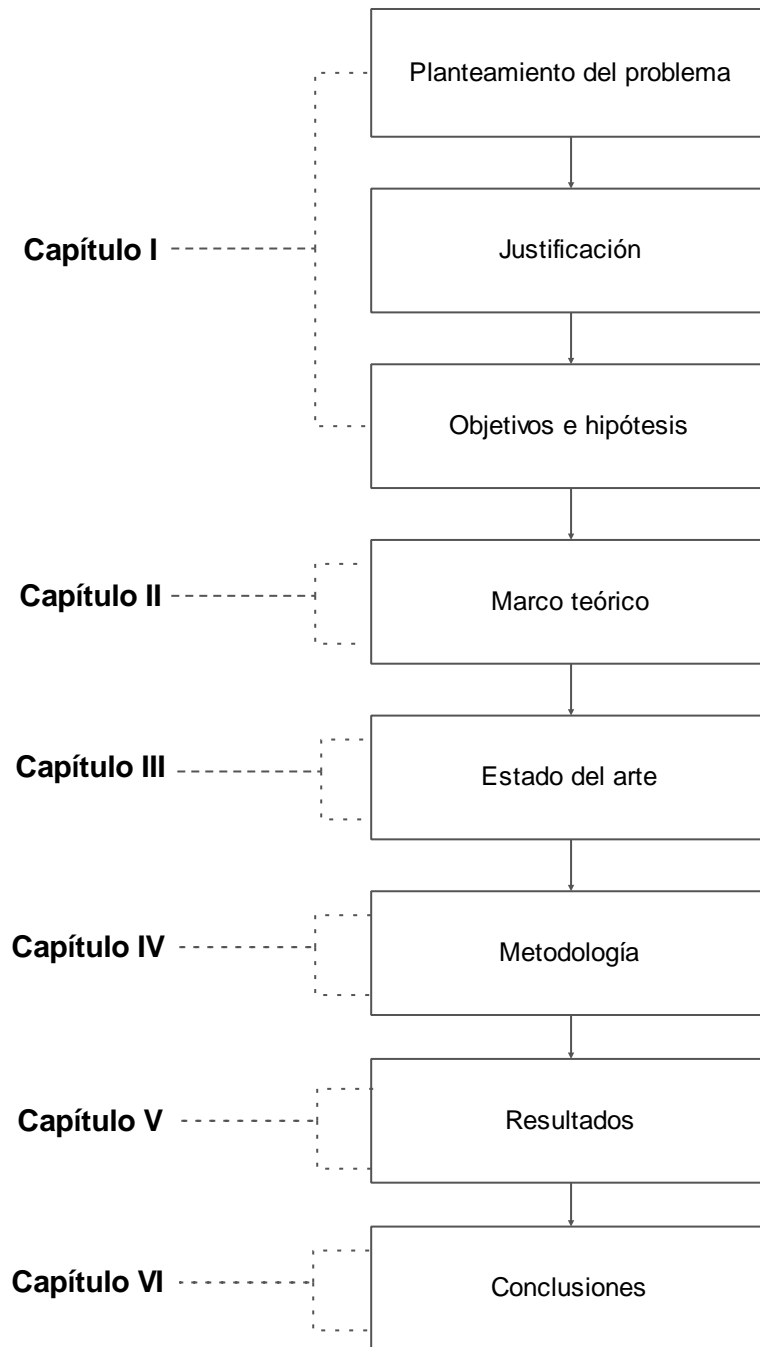 Planteamiento del problema
Capítulo I
Justificación
Objetivos e hipótesis
Capítulo II
Marco teórico
Capítulo III
Estado del arte
Capítulo IV
Metodología
Capítulo V
Resultados
Capítulo VI
Conclusiones